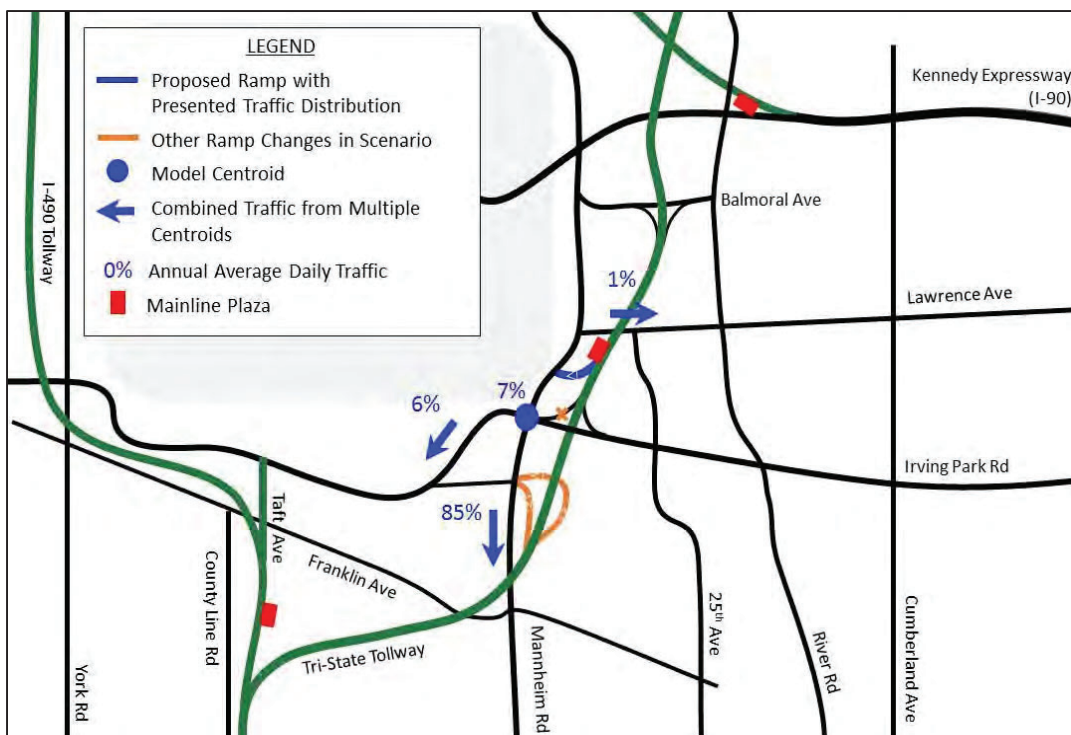 LEGEND
Proposed Ramp with
Presented Traffic Distribution
Other Ramp Changes in Scenario
Model Centroid
Combined Traffic from Multiple
Centroids
0% Annual Average Daily Traffic
Mainline Plaza
Kennedy Expressway
(I-90)
I-490 Tollway
Balmoral Ave
1%
Lawrence Ave
7%
6%
Irving Park Rd
85%
Taft Ave
Franklin Ave
County Line Rd
Tri-State Tollway
York Rd
Mannheim Rd
25th Ave
River Rd
Cumberland Ave